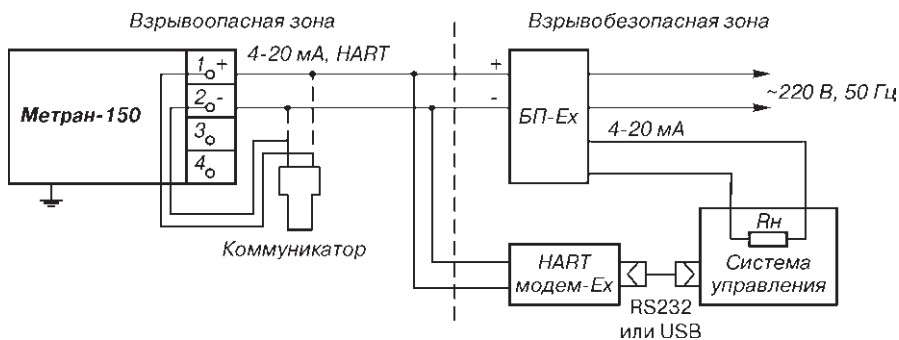 Взрывоопасная зона
Взрывобезопасная зона
4-20 мА, HART
1 +
2 -
3
4
Метран-150
+
-
БП-Ex
~220 В, 50 Гц
4-20 мА
Коммуникатор
HART
модем-Ex
Rн
Система
управления
RS232
или USB